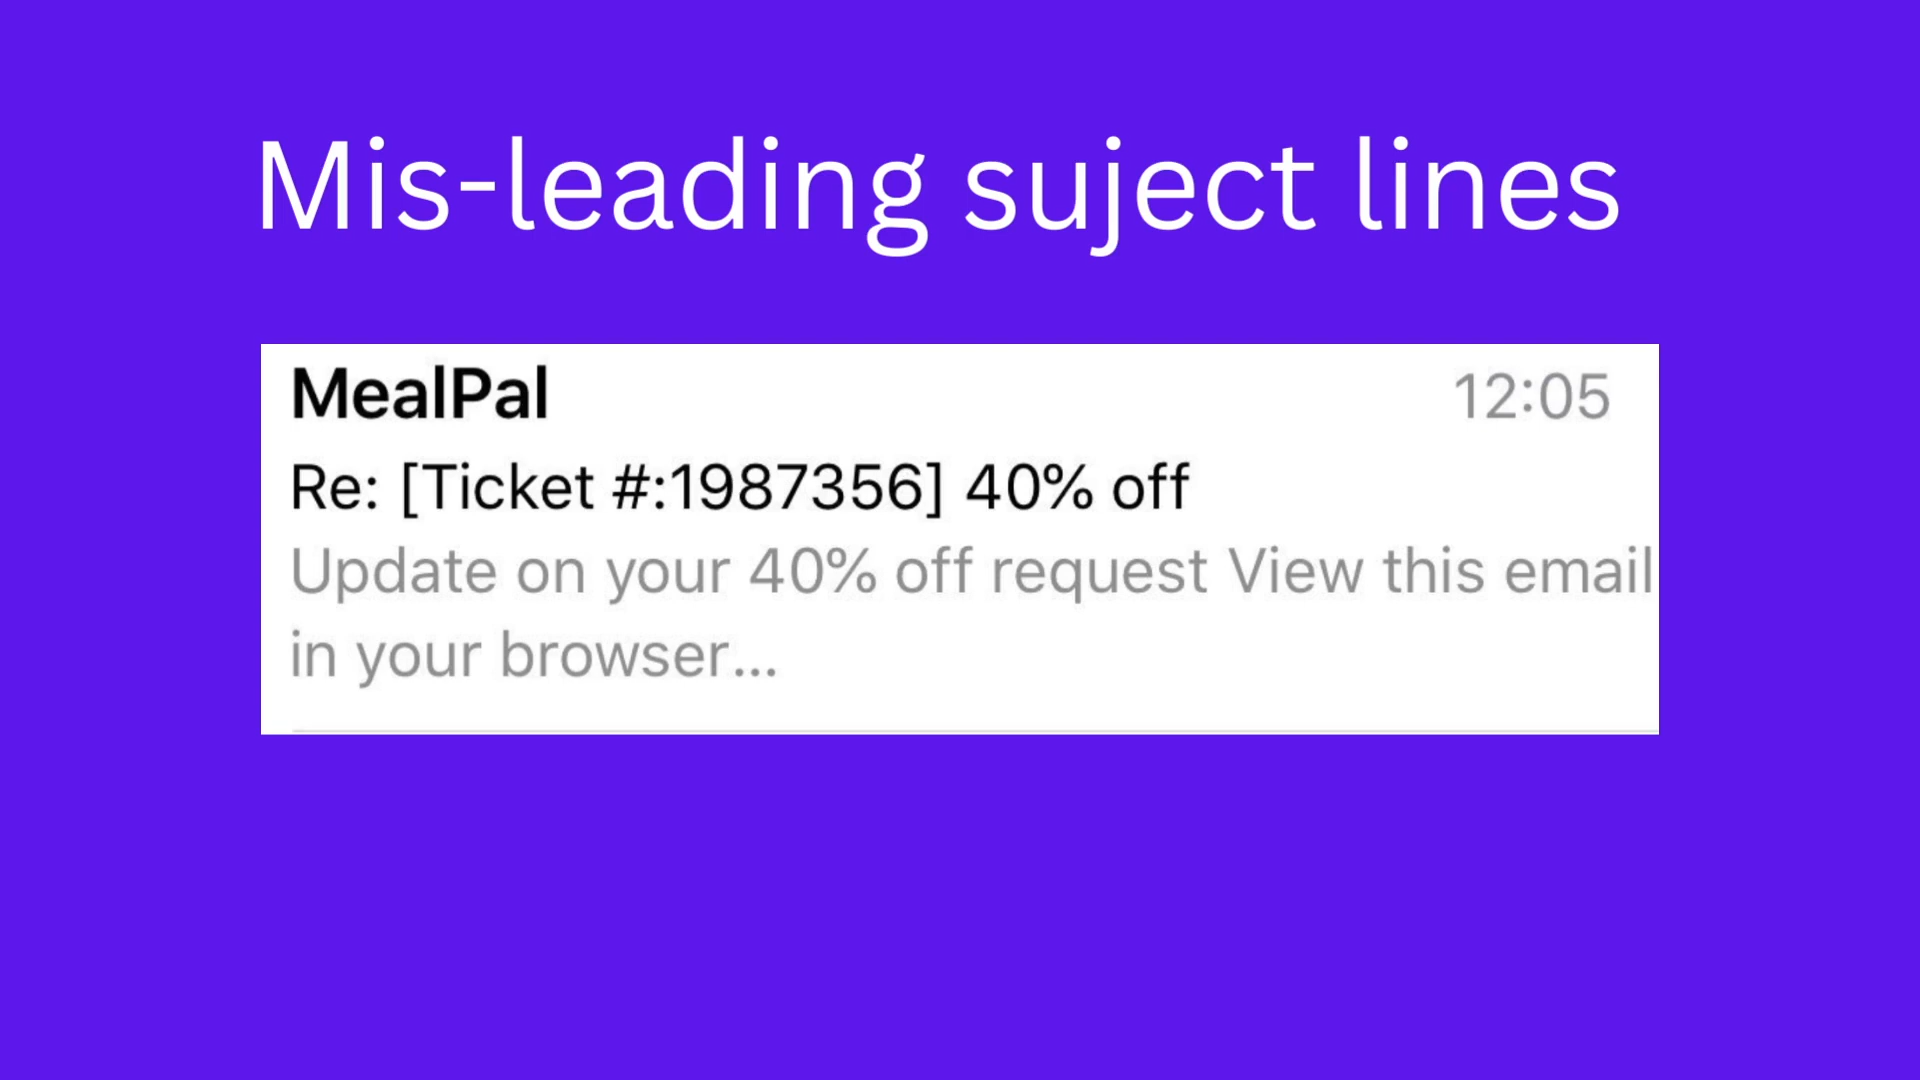 Mis-leading suject lines
MealPal 12:05
Re: [Ticket #:1987356] 40% off
Update on your 40% off request View this email
in your browser...